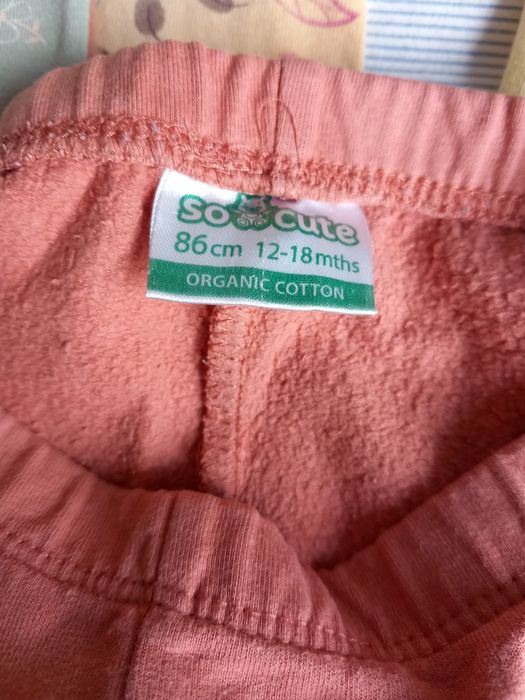 So Cute
86cm 12-18mths
ORGANIC COTTON